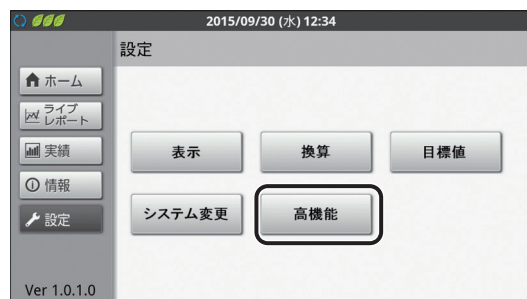 2015/09/30 (水) 12:34
設定
ホーム
ライブ
レポート
実績
情報
設定
表示
換算
目標値
システム変更
高機能
Ver 1.0.1.0